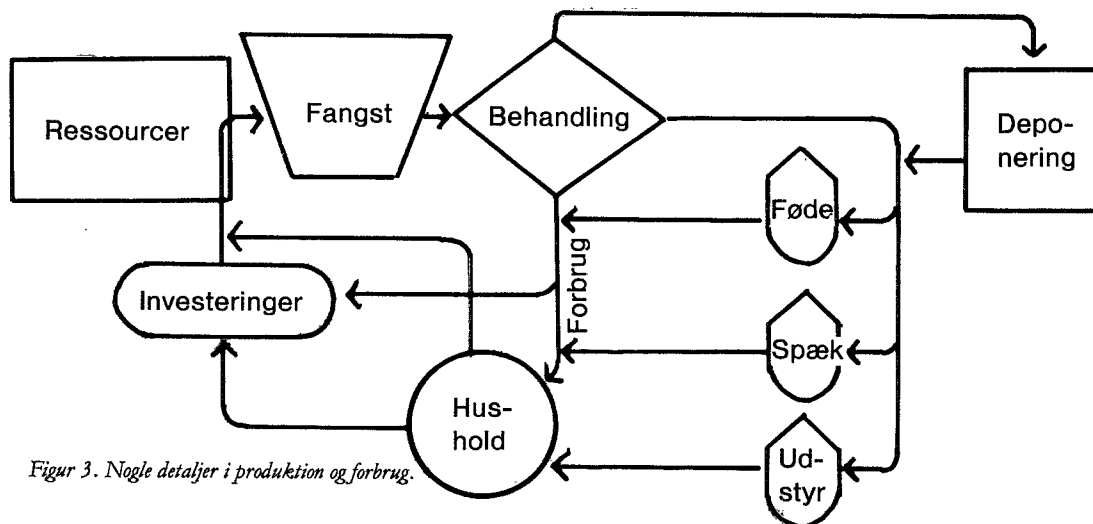 Ressourcer
Fangst
Behandling
Depo-
nering
Føde
Forbrug
Investeringer
Spæk
Hus-
hold
Ud-
styr
Figur 3. Nogle detaljer i produktion og forbrug.